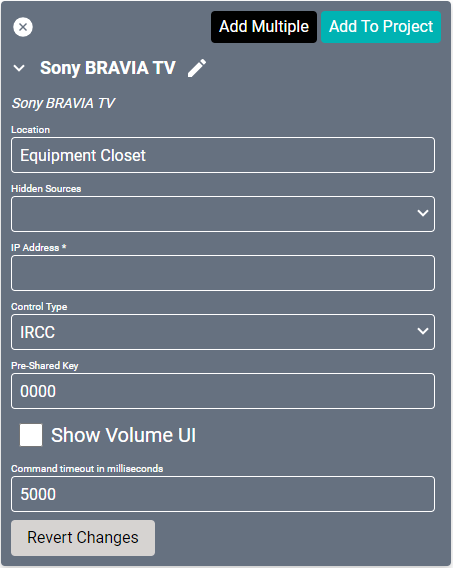 Add Multiple Add To Project
Sony BRAVIA TV
Sony BRAVIA TV
Location
Equipment Closet
Hidden Sources
IP Address *
Control Type
IRCC
Pre-Shared Key
0000
Show Volume UI
Command timeout in milliseconds
5000
Revert Changes